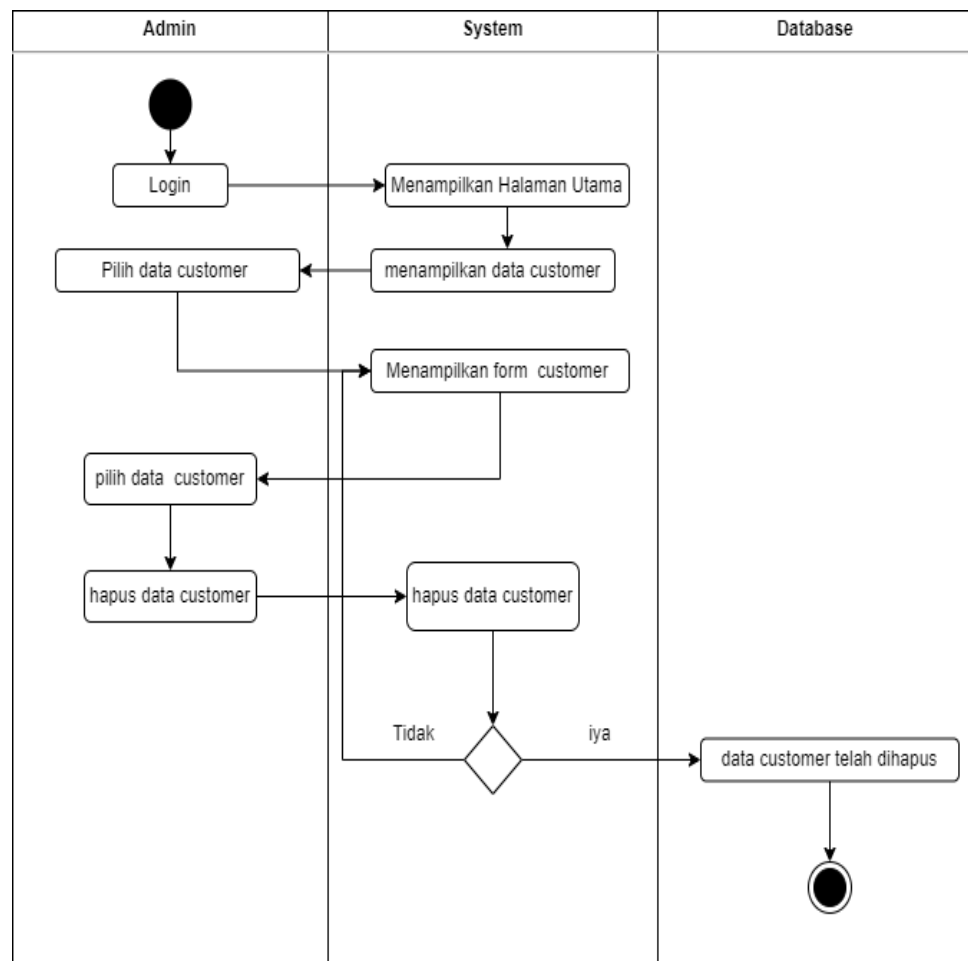 Admin
System
Database
Login
Menampilkan Halaman Utama
Pilih data customer
menampilkan data customer
Menampilkan form customer
pilih data customer
hapus data customer
hapus data customer
Tidak
iya
data customer telah dihapus